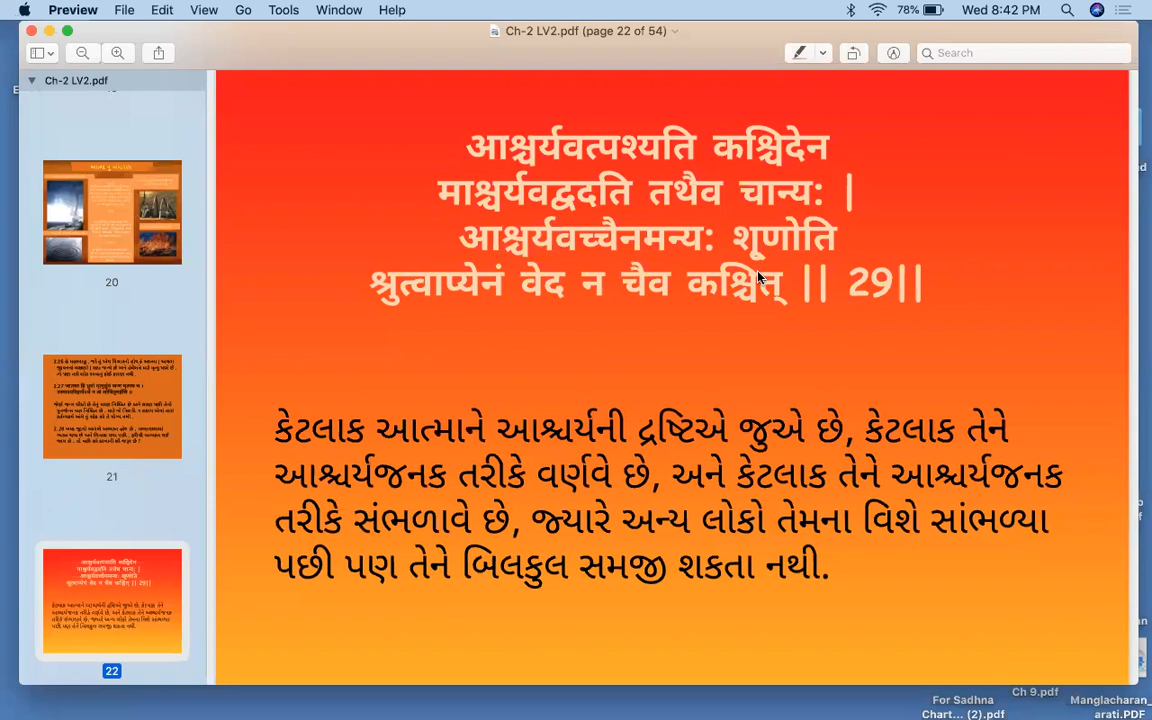 Preview File Edit View Go Tools Window Help 78% Wed 8:42 PM
Ch-2 LV2.pdf (page 22 of 54)
Search
Ch-2 LV2.pdf
20
21
22
आश्चर्यवत्पश्यति कश्चिदेन
माश्चर्यवद्वदति तथैव चान्य: |
आश्चर्यवच्चैनमन्य: शृ्णोति
श्रुत्वाप्येनं वेद न चैव कश्चित् || 29||
કેટલાક આત્માને આશ્ચર્યની દ્રષ્ટિએ જુએ છે, કેટલાક તેને
આશ્ચર્યજનક તરીકે વર્ણવે છે, અને કેટલાક તેને આશ્ચર્યજનક
તરીકે સંભળાવે છે, જ્યારે અન્ય લોકો તેમના વિશે સાંભળ્યા
પછી પણ તેને બિલકુલ સમજી શકતા નથી.
Ch 9.pdf
For Sadhna
Chart... (2).pdf
Manglacharan_
arati.PDF